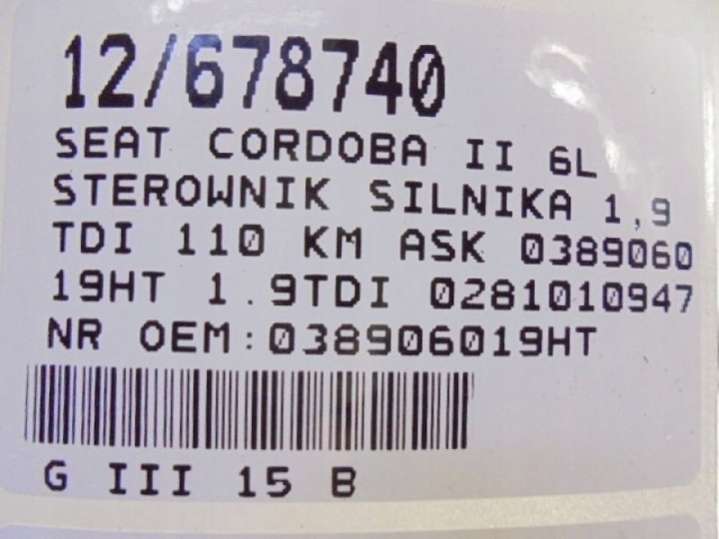 12/678740
SEAT CORDOBA II 6L
STEROWNIK SILNIKA 1,9
TDI 110 KM ASK 0389060
19HT 1.9TDI 0281010947
NR OEM:038906019HT
G III 15 B